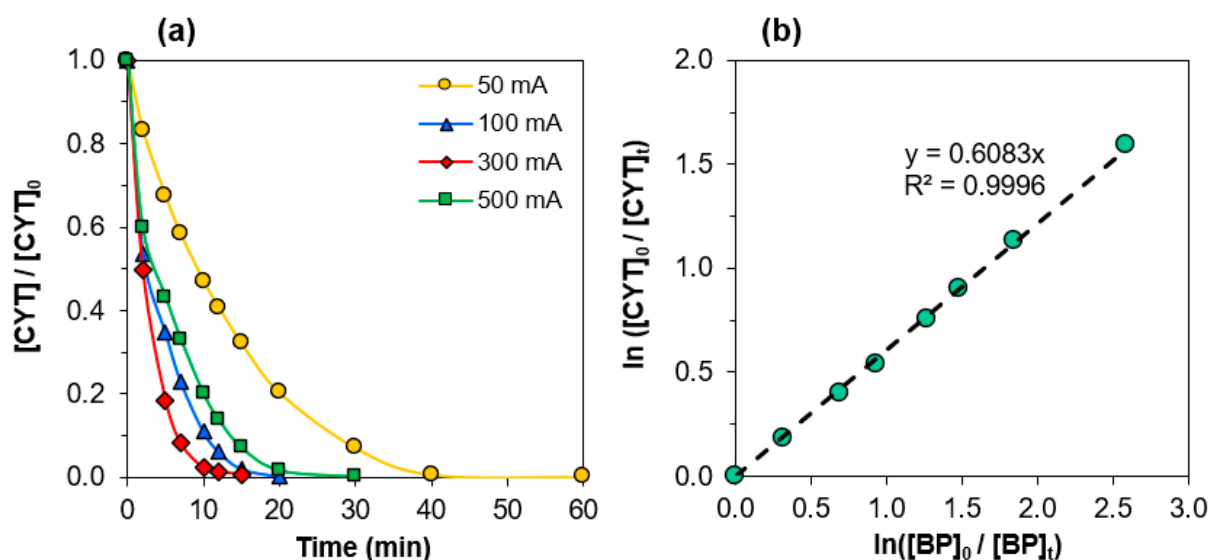 (a)
1.0
0.8
0.6
0.4
0.2
0.0
[CYT] / [CYT]₀
50 mA
100 mA
300 mA
500 mA
0 10 20 30 40 50 60
Time (min)
(b)
2.0
1.5
1.0
0.5
0.0
ln ([CYT]₀ / [CYT]ₜ)
y = 0.6083x
R² = 0.9996
0.0 0.5 1.0 1.5 2.0 2.5 3.0
ln([BP]₀ / [BP]ₜ)